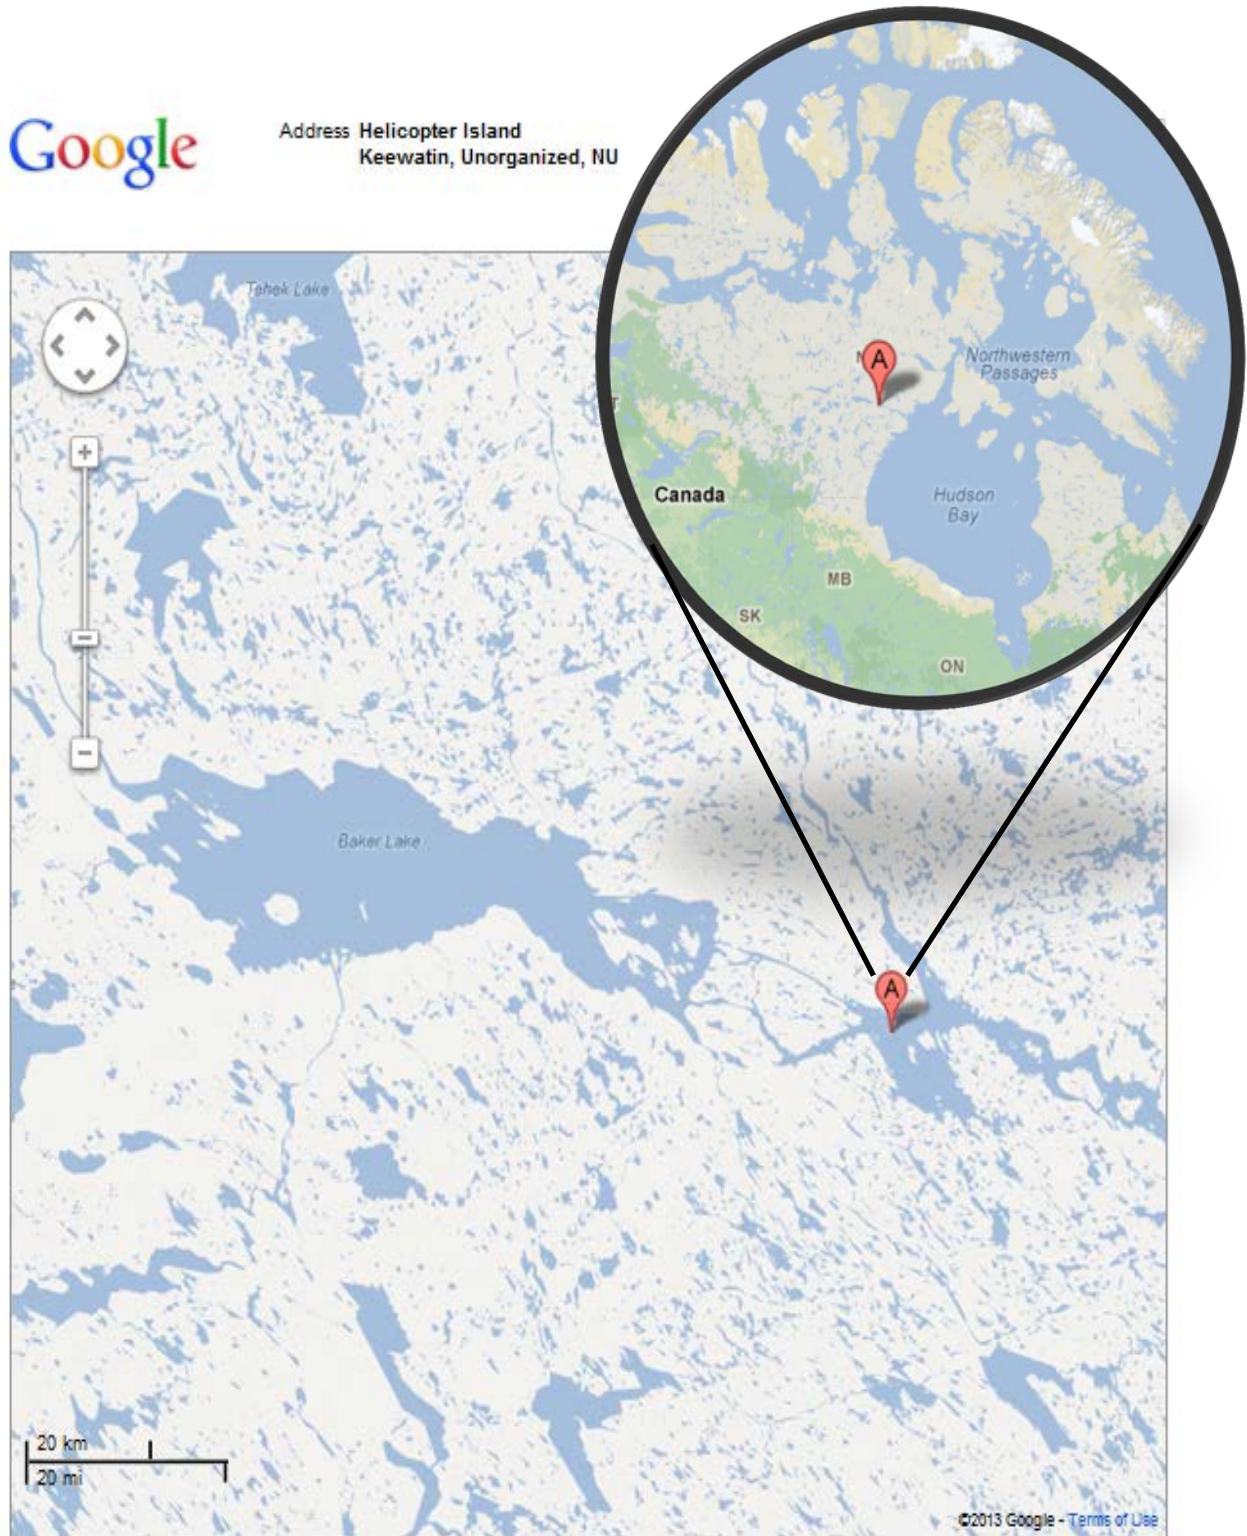 Google
Address Helicopter Island
Keewatin, Unorganized, NU
A
Northwestern
Passages
Canada
Hudson
Bay
MB
SK
ON
Tehek Lake
Baker Lake
A
20 km
20 mi
©2013 Google - Terms of Use